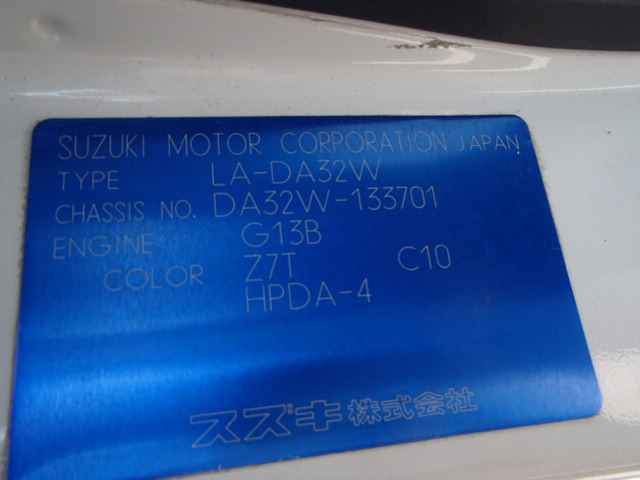 SUZUKI MOTOR CORPORATION JAPAN
TYPE LA-DA32W
CHASSIS NO. DA32W-133701
ENGINE G13B
COLOR Z7T C10
HPDA-4
スズキ株式会社